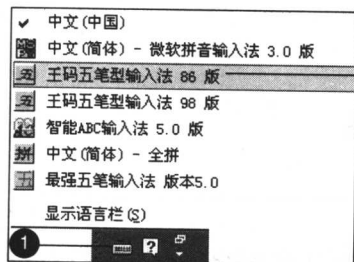 中文(中国)
中文(简体) - 微软拼音输入法 3.0 版
五 王码五笔型输入法 86 版
五 王码五笔型输入法 98 版
智能ABC输入法 5.0 版
拼 中文(简体) - 全拼
最强五笔输入法 版本5.0
显示语言栏(S)
1 ?